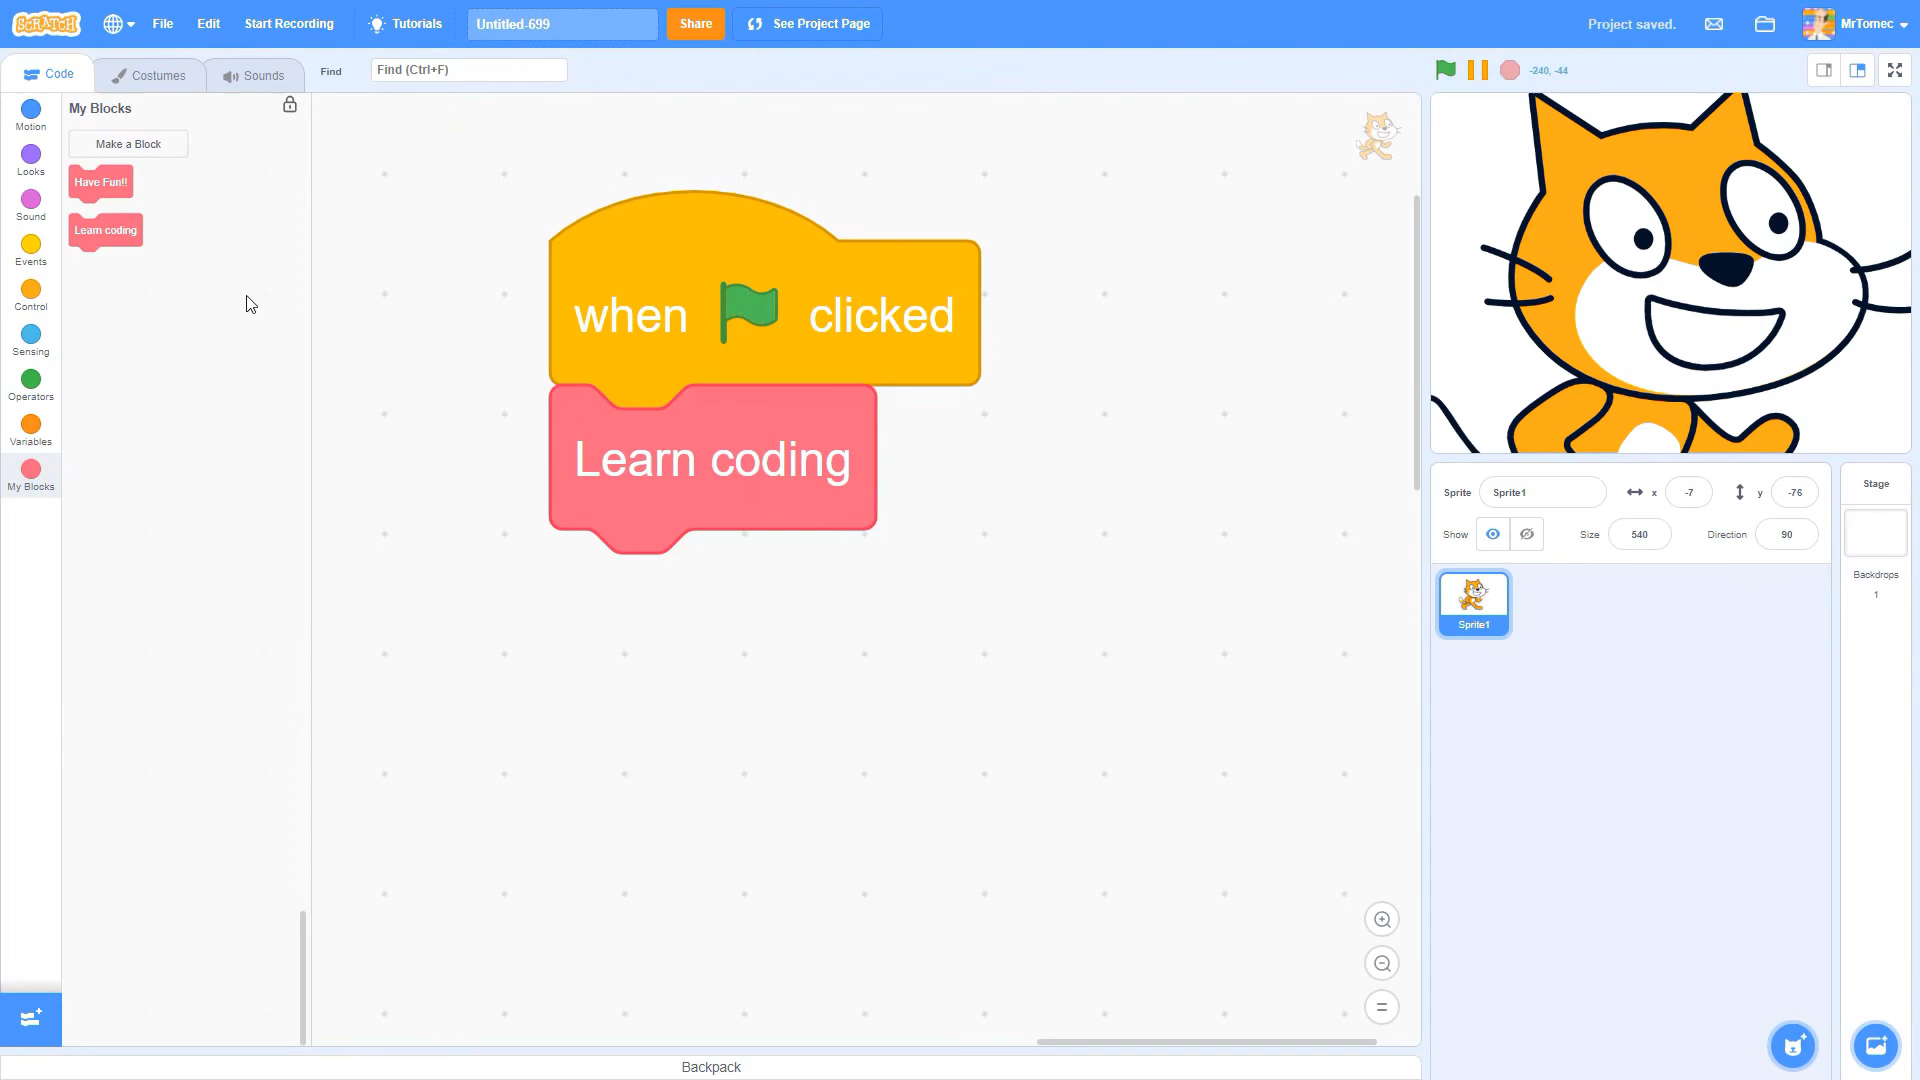 SCRATCH
File
Edit
Start Recording
Tutorials
Untitled-699
Share
See Project Page
Project saved.
MrTomec
Code
Costumes
Sounds
Find
Find (Ctrl+F)
-240, -44
Motion
Looks
Sound
Events
Control
Sensing
Operators
Variables
My Blocks
My Blocks
Make a Block
Have Fun!!
Learn coding
when clicked
Learn coding
Sprite
Sprite1
x
-7
y
-76
Show
Size
540
Direction
90
Sprite1
Stage
Backdrops
1
Backpack